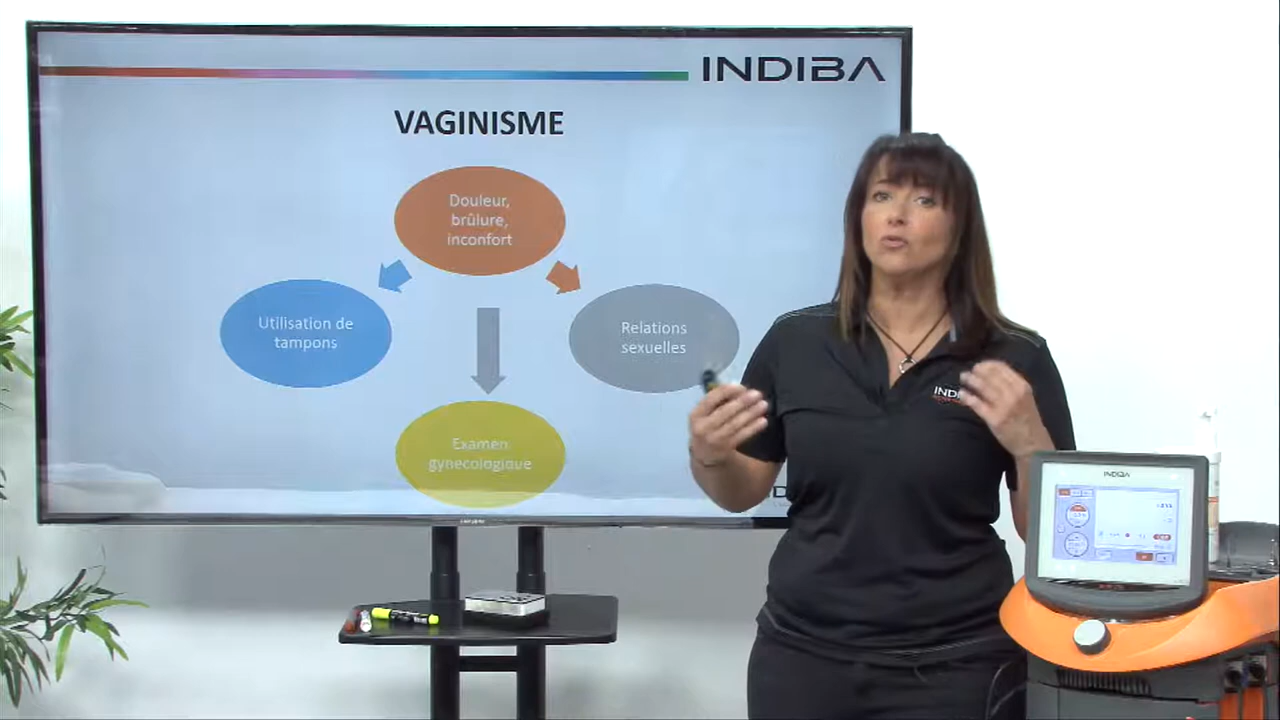 INDIBA
VAGINISME
Douleur,
brûlure,
inconfort
Utilisation de
tampons
Relations
sexuelles
Examen
gynecologique
INDIBA